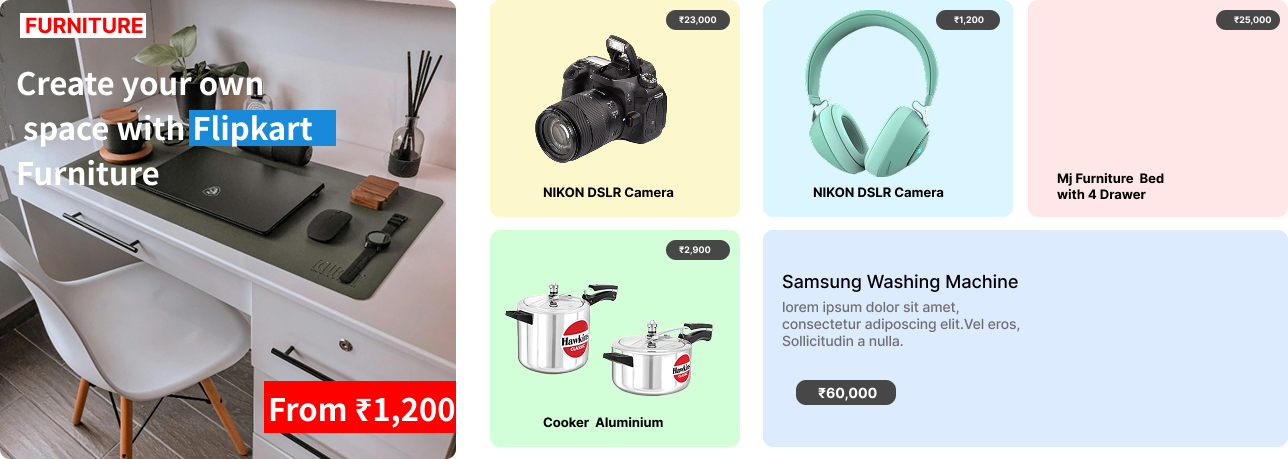 FURNITURE
Create your own
space with Flipkart
Furniture
From ₹1,200
₹23,000
NIKON DSLR Camera
₹1,200
NIKON DSLR Camera
₹25,000
Mj Furniture Bed
with 4 Drawer
₹2,900
Hawkins
CLASSIC
Hawkins
Cooker Aluminium
Samsung Washing Machine
lorem ipsum dolor sit amet,
consectetur adiposcing elit.Vel eros,
Sollicitudin a nulla.
₹60,000